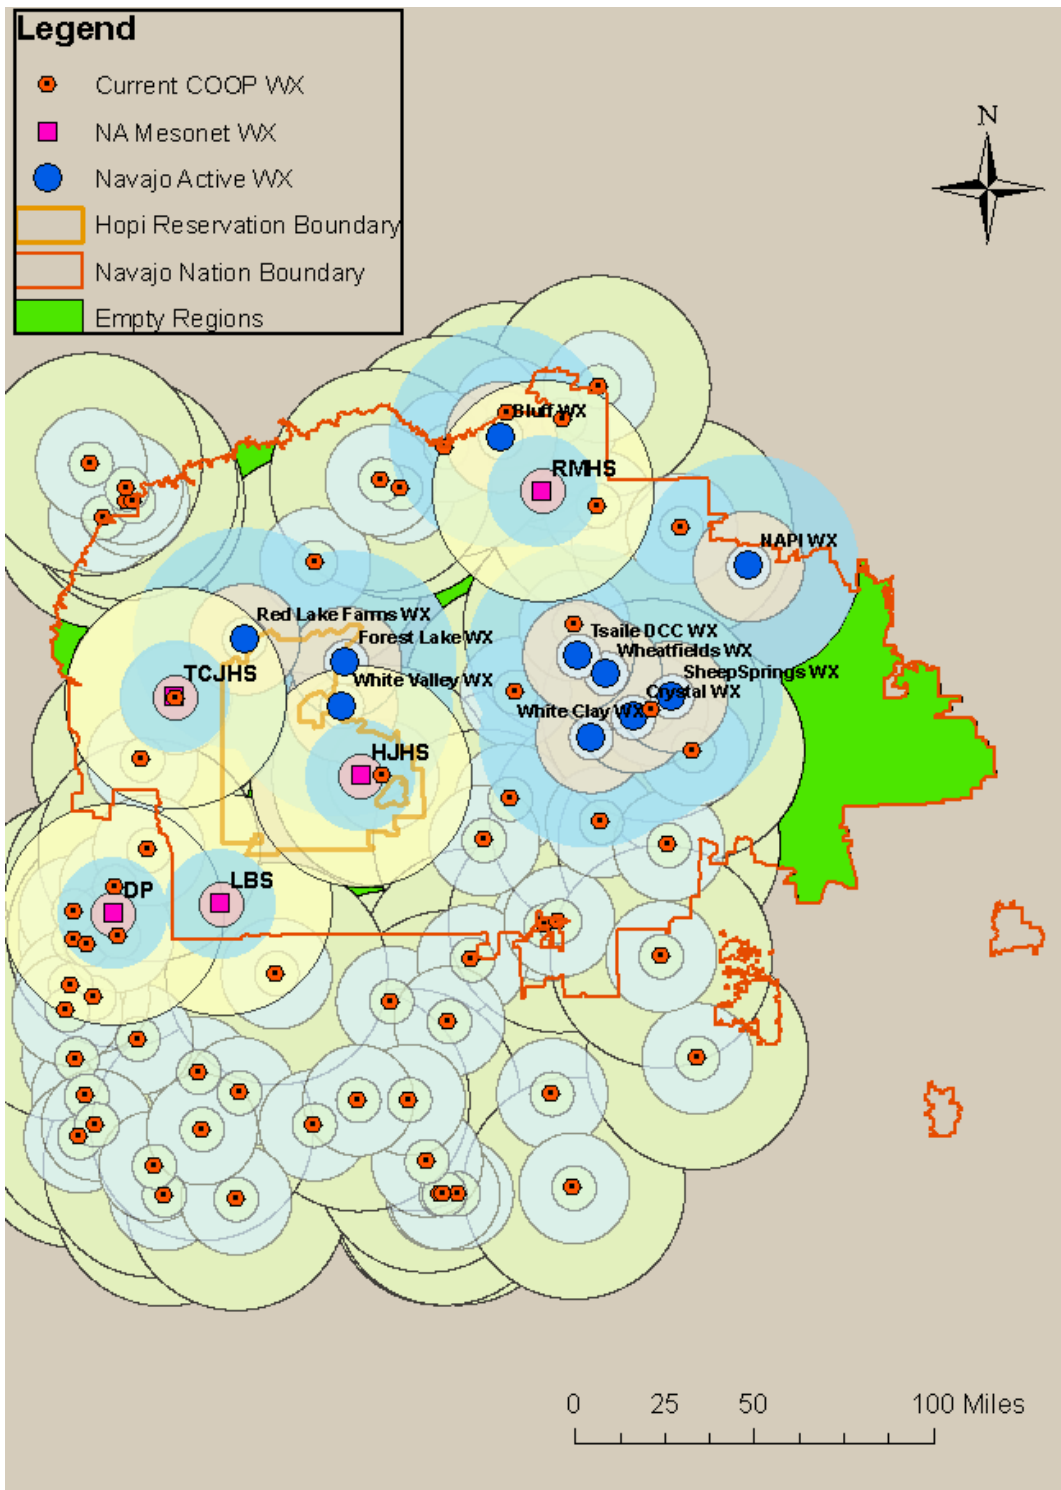 Legend
Current COOP WX
NA Mesonet WX
Navajo Active WX
Hopi Reservation Boundary
Navajo Nation Boundary
Empty Regions
N
Bluff WX
RMHS
NAPI WX
Red Lake Farms WX
Forest Lake WX
Tsaile DCC WX
Wheatfields WX
TCJHS
White Valley WX
SheepSprings WX
Crystal WX
White Clay WX
HJHS
DP
LBS
0 25 50 100 Miles